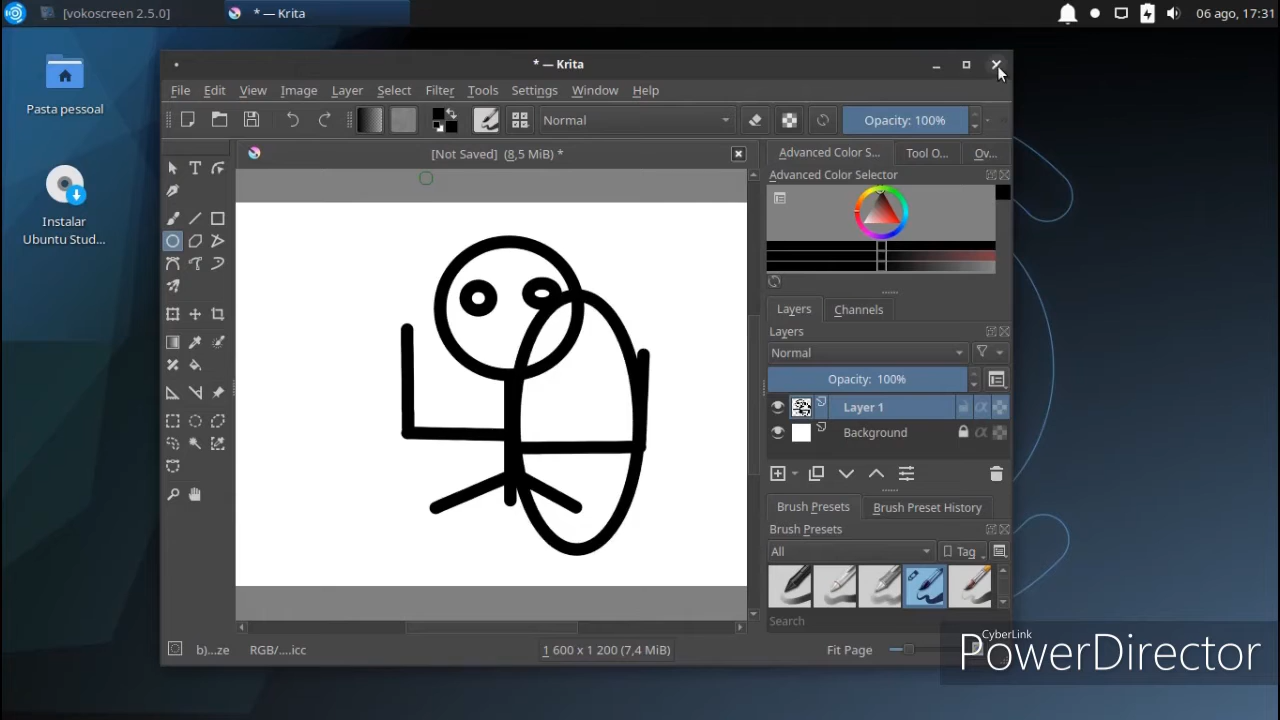 [vokoscreen 2.5.0]
* — Krita
06 ago, 17:31
Pasta pessoal
Instalar
Ubuntu Stud...
* — Krita
File Edit View Image Layer Select Filter Tools Settings Window Help
Normal
Opacity: 100%
[Not Saved] (8,5 MiB) *
Advanced Color S...
Tool O...
Ov...
Advanced Color Selector
Layers
Channels
Layers
Normal
Opacity: 100%
Layer 1
Background
Brush Presets
Brush Preset History
Brush Presets
All
Tag
Search
b)...ze
RGB/....icc
1 600 x 1 200 (7,4 MiB)
Fit Page
CyberLink
PowerDirector